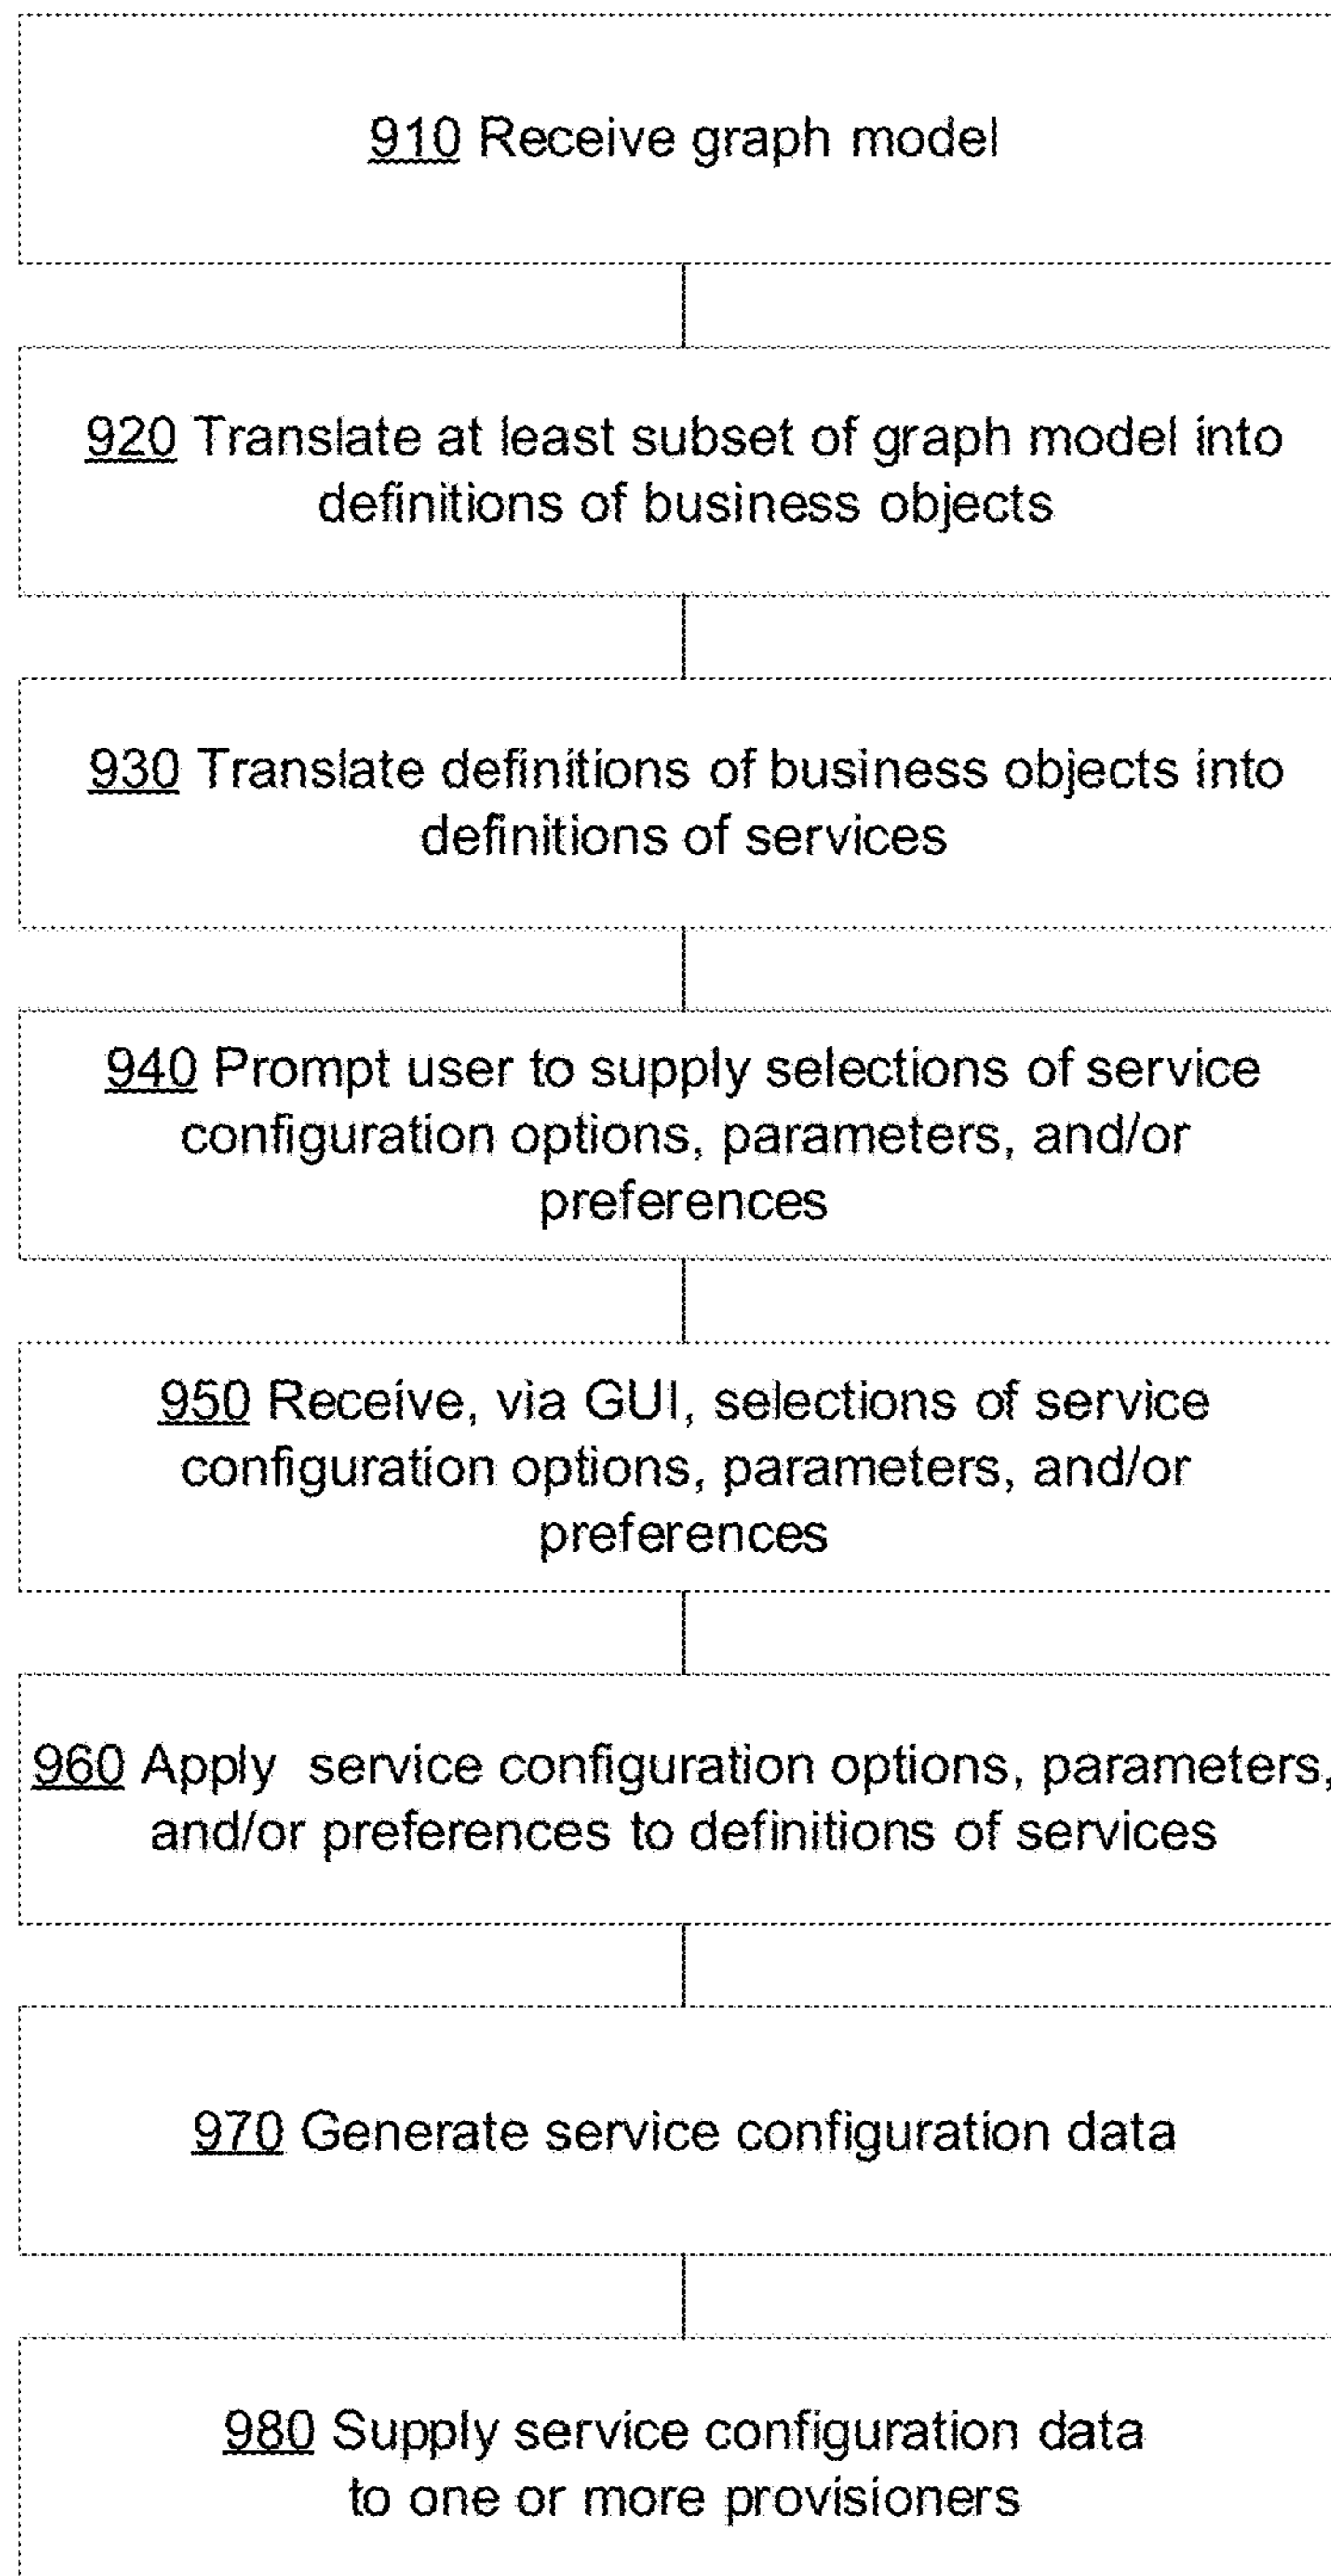 910 Receive graph model
920 Translate at least subset of graph model into
definitions of business objects
930 Translate definitions of business objects into
definitions of services
940 Prompt user to supply selections of service
configuration options, parameters, and/or
preferences
950 Receive, via GUI, selections of service
configuration options, parameters, and/or
preferences
960 Apply service configuration options, parameters,
and/or preferences to definitions of services
970 Generate service configuration data
980 Supply service configuration data
to one or more provisioners